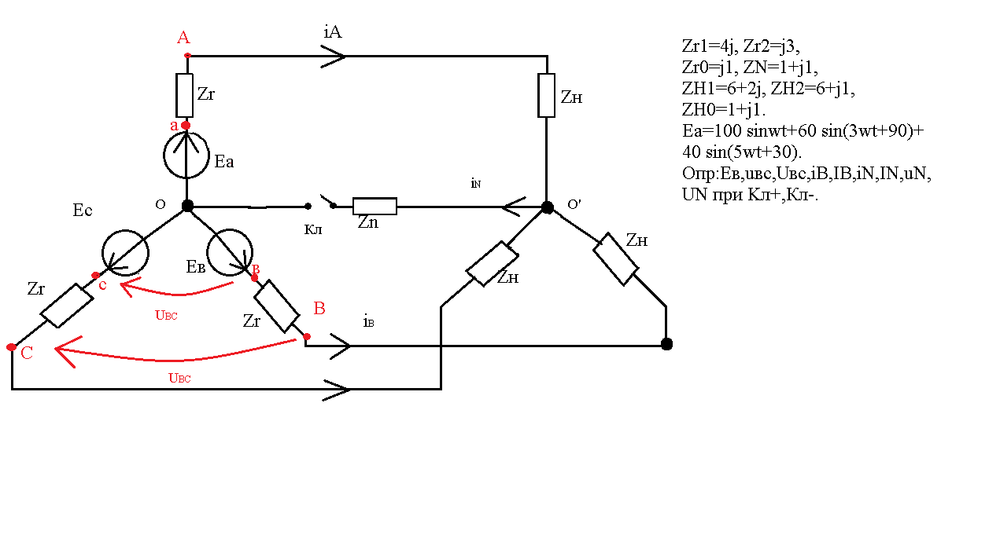 A
iA
Zr
Zн
a
Ea
iN
O
O'
Кл
Zn
Ec
Eв
в
c
Zr
Uвс
Zr
B
iв
Zн
Zн
C
Uвс
Zr1=4j, Zr2=j3,
Zr0=j1, ZN=1+j1,
ZH1=6+2j, ZH2=6+j1,
ZH0=1+j1.
Ea=100 sinwt+60 sin(3wt+90)+
40 sin(5wt+30).
Опр:Ев,uвс,Uвс,iB,IB,iN,IN,uN,
UN при Кл+,Кл-.